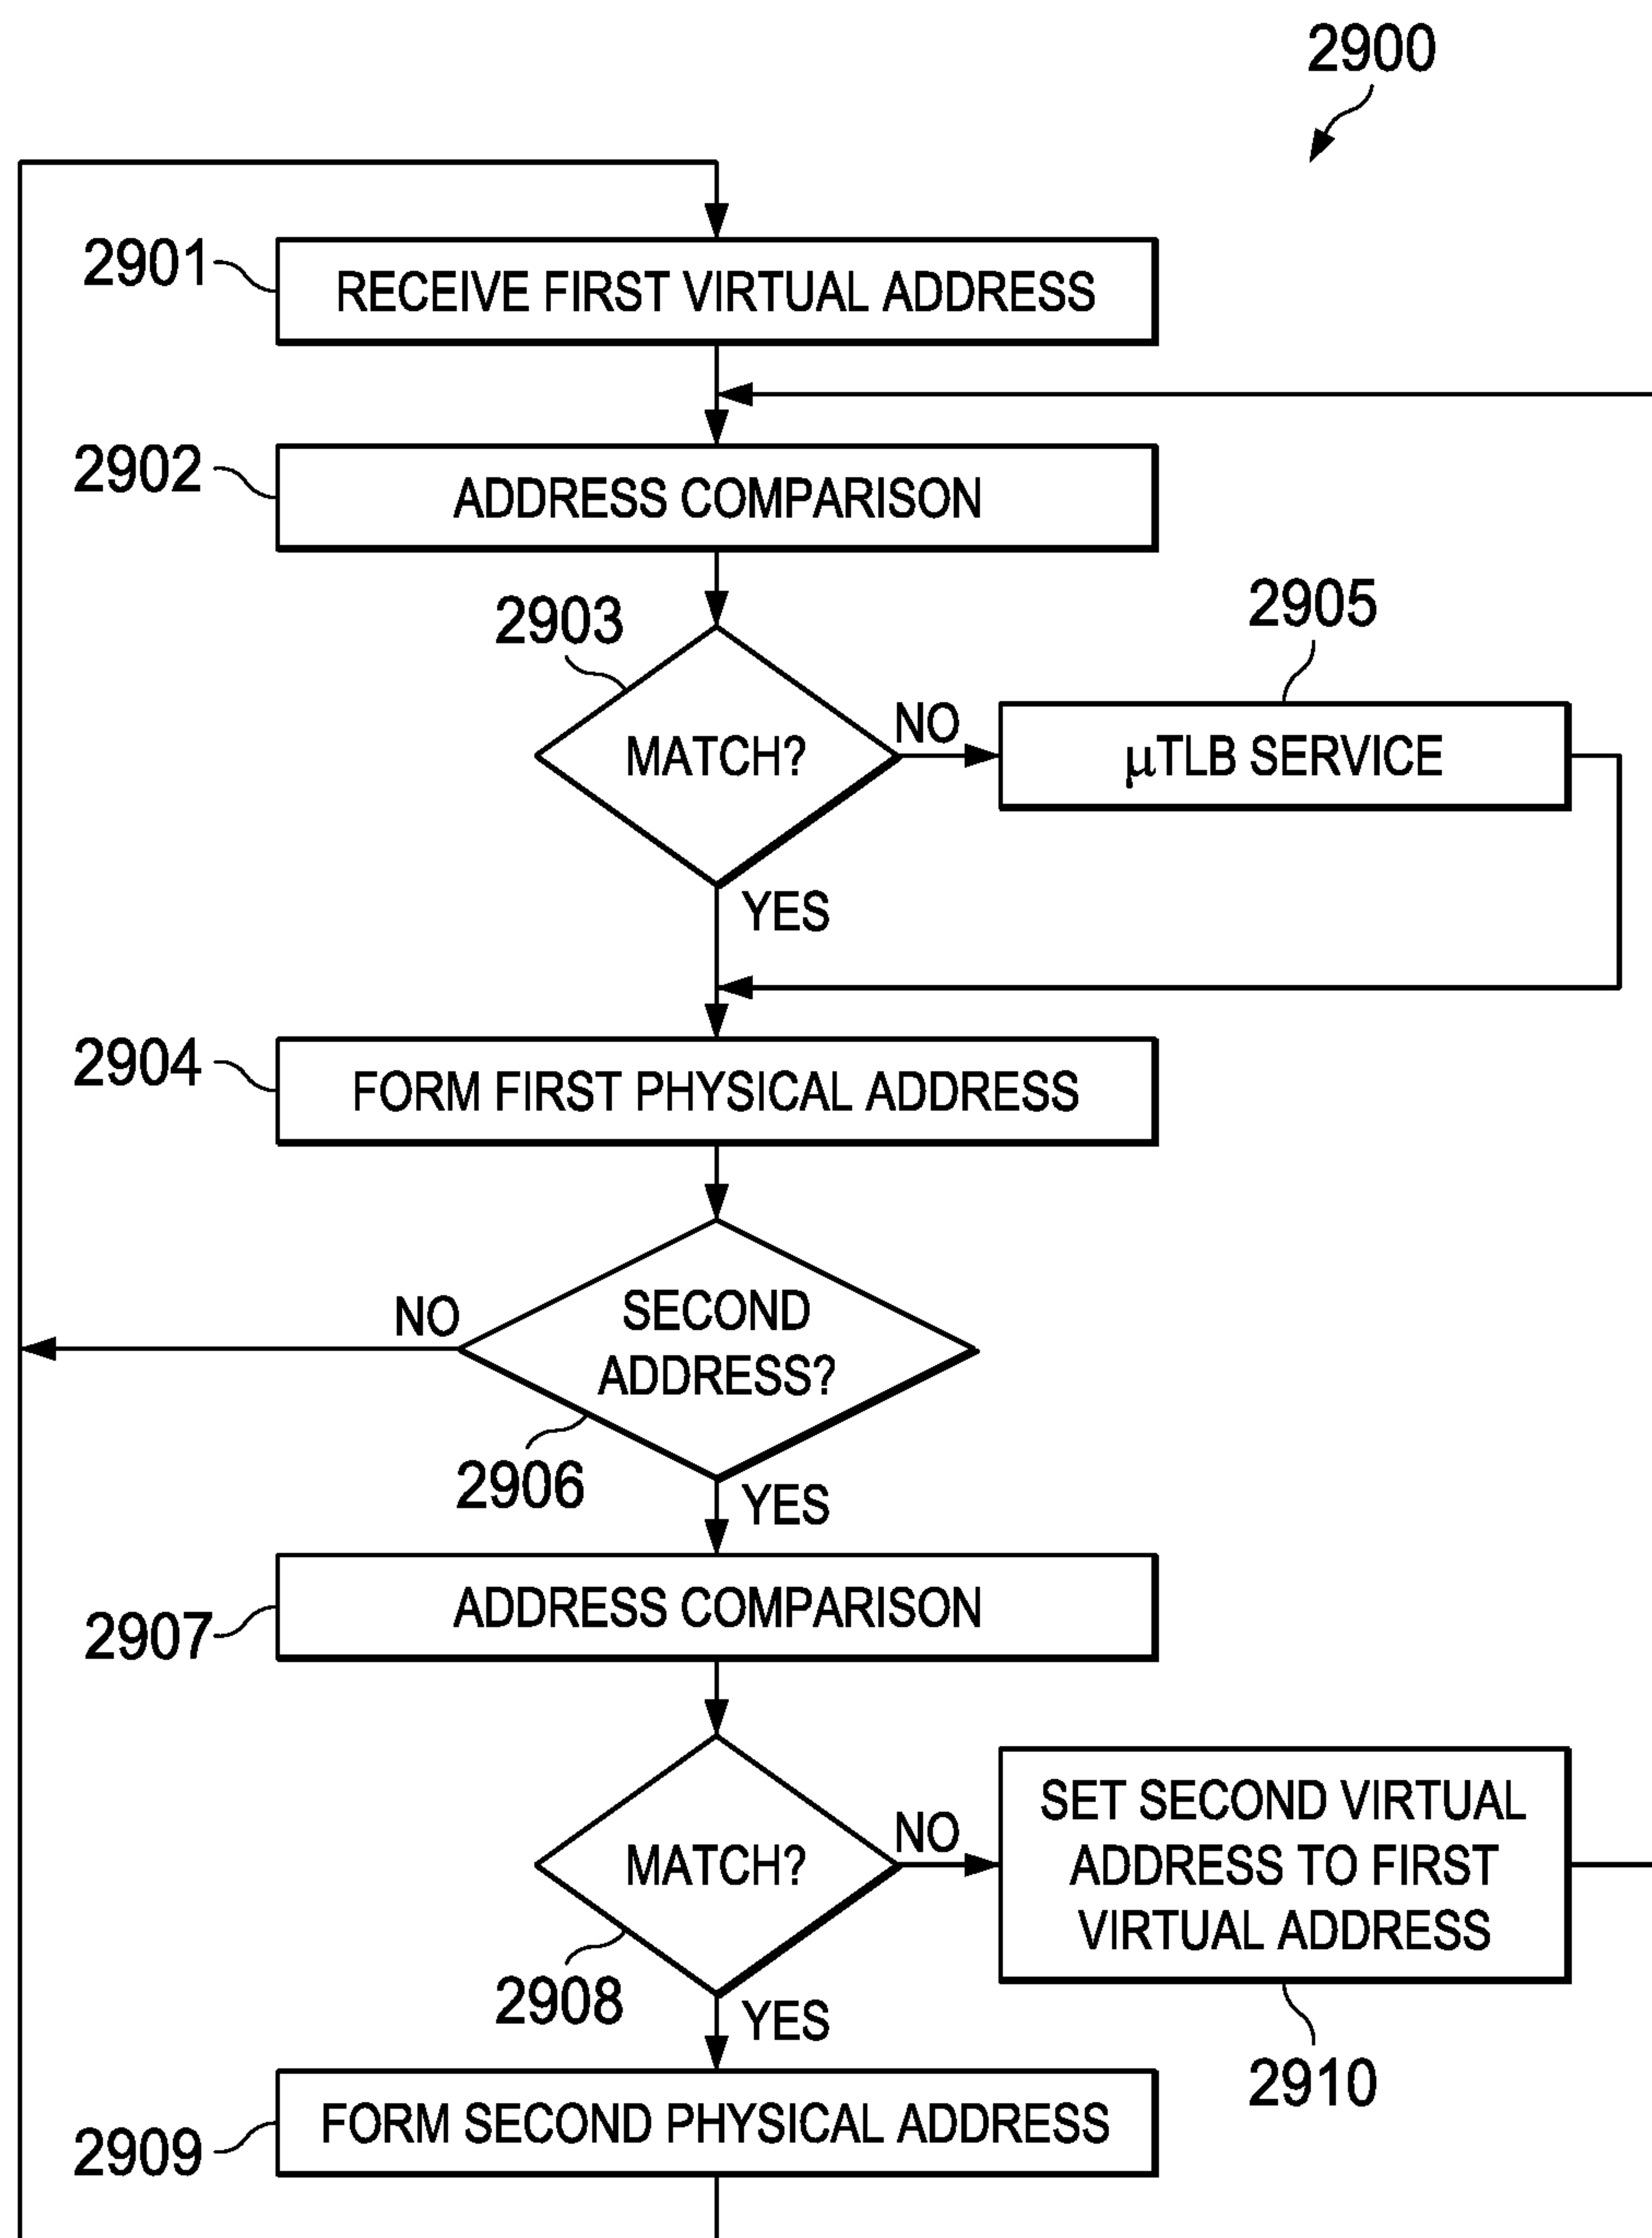 2900
2901
RECEIVE FIRST VIRTUAL ADDRESS
2902
ADDRESS COMPARISON
2903
MATCH?
NO
2905
μTLB SERVICE
YES
2904
FORM FIRST PHYSICAL ADDRESS
NO
SECOND
ADDRESS?
2906
YES
2907
ADDRESS COMPARISON
MATCH?
NO
SET SECOND VIRTUAL
ADDRESS TO FIRST
VIRTUAL ADDRESS
2908
YES
2910
2909
FORM SECOND PHYSICAL ADDRESS